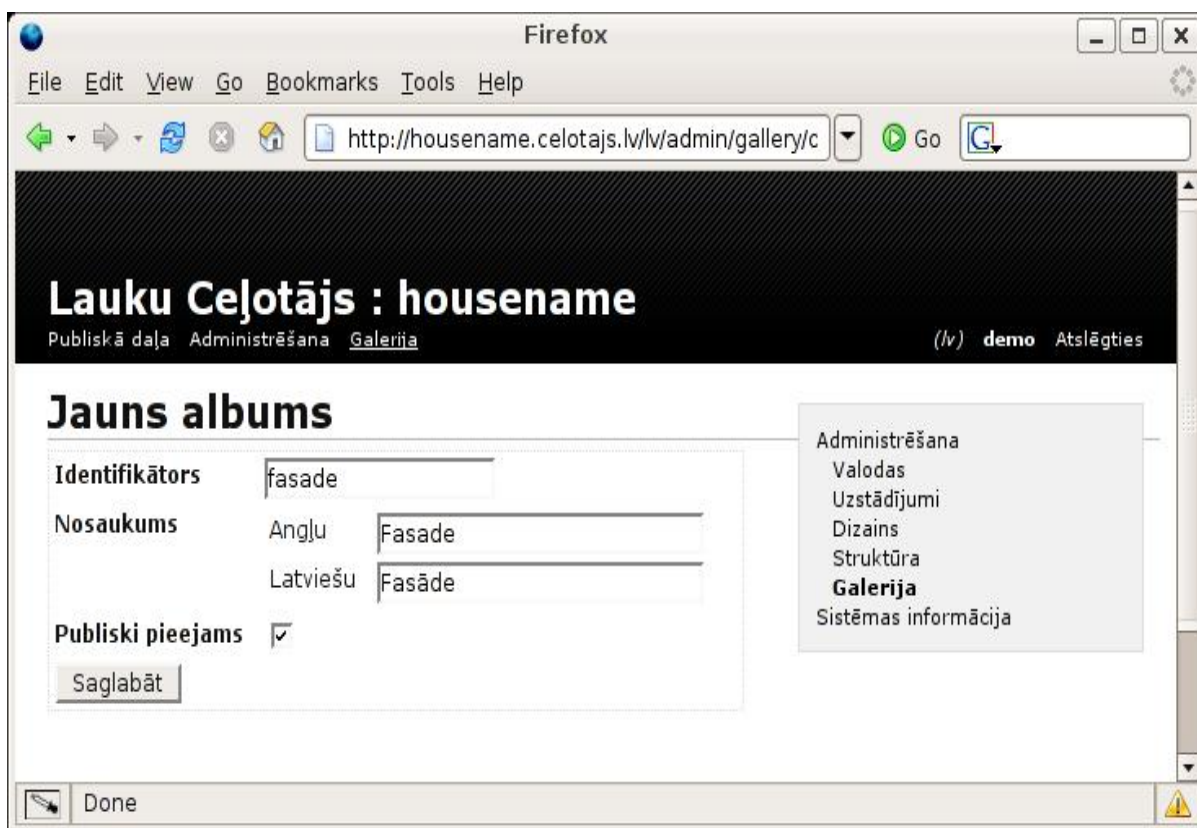 Firefox
File Edit View Go Bookmarks Tools Help
http://housename.celotajs.lv/lv/admin/gallery/c Go G
Lauku Ceļotājs : housename
Publiskā daļa Administrēšana Galerija (lv) demo Atslēgties
Jauns albums
Identifikātors fasade
Nosaukums Angļu Fasade
Latviešu Fasāde
Publiski pieejams
Saglabāt
Administrēšana
Valodas
Uzstādījumi
Dizains
Struktūra
Galerija
Sistēmas informācija
Done